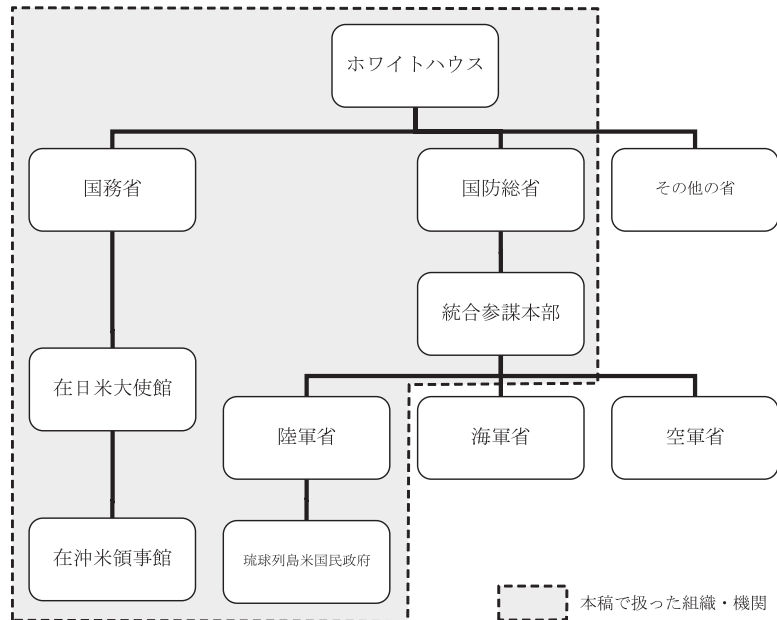 ホワイトハウス
国務省
国防総省
その他の省
統合参謀本部
在日米大使館
陸軍省
海軍省
空軍省
在沖米領事館
琉球列島米国民政府
本稿で扱った組織・機関